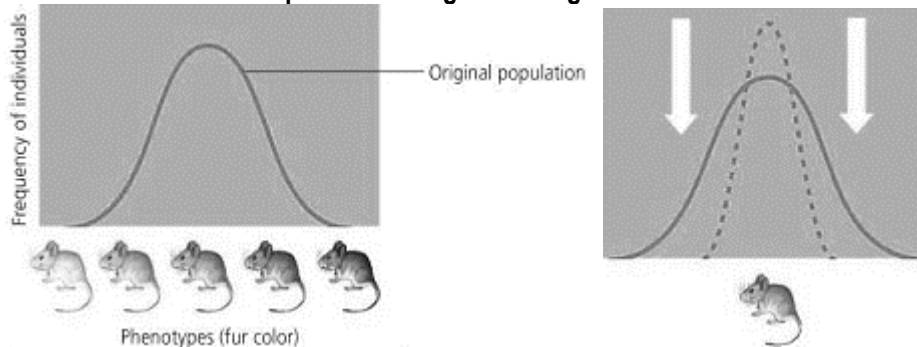 Frequency of individuals
Original population
Phenotypes (fur color)